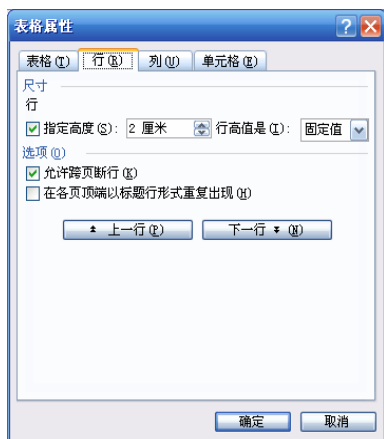 表格属性
表格(T) 行(R) 列(U) 单元格(E)
尺寸
行
指定高度(S): 2 厘米 行高值是(I): 固定值
选项(O)
允许跨页断行(K)
在各页顶端以标题行形式重复出现(H)
上一行(P) 下一行 (N)
确定 取消